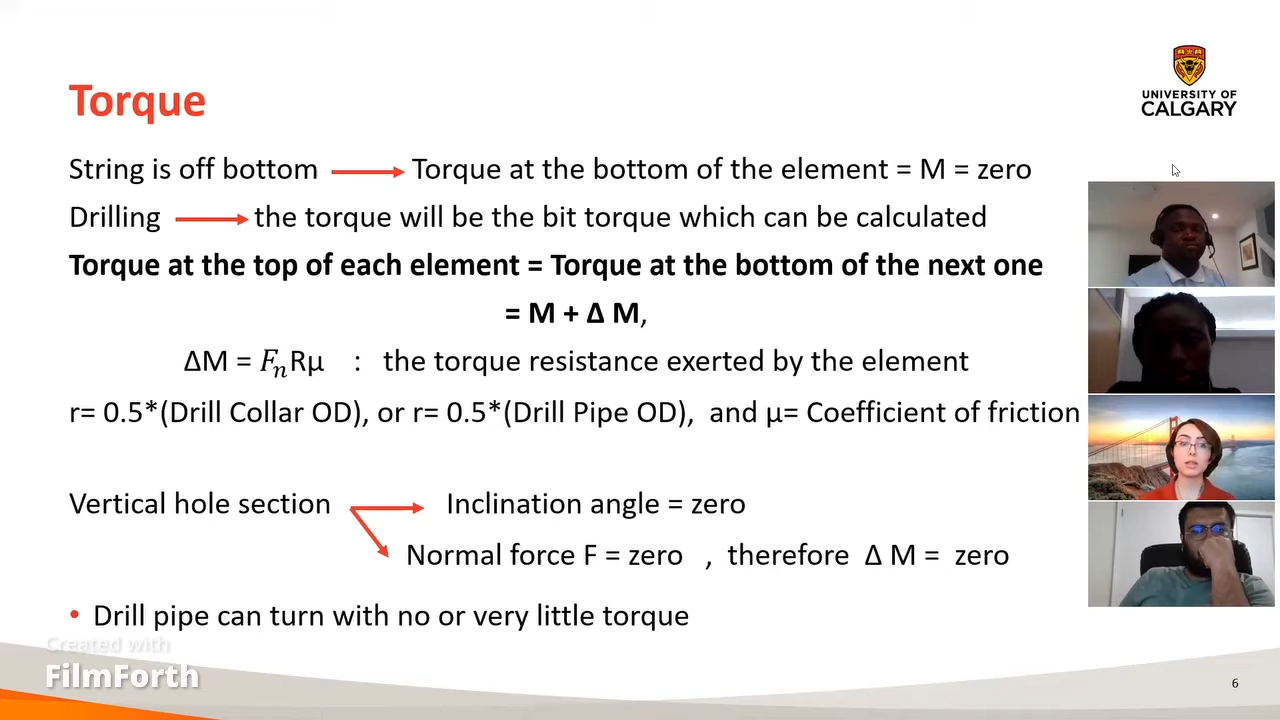 UNIVERSITY OF
CALGARY
Torque
String is off bottom → Torque at the bottom of the element = M = zero
Drilling → the torque will be the bit torque which can be calculated
Torque at the top of each element = Torque at the bottom of the next one
= M + Δ M,
ΔM = FₙRμ : the torque resistance exerted by the element
r= 0.5*(Drill Collar OD), or r= 0.5*(Drill Pipe OD), and μ= Coefficient of friction
Vertical hole section → Inclination angle = zero
Normal force F = zero , therefore Δ M = zero
• Drill pipe can turn with no or very little torque
Created with
FilmForth
6